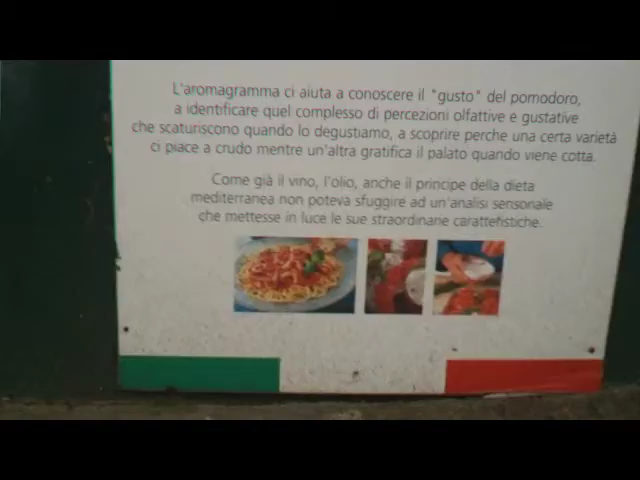 L'aromagramma ci aiuta a conoscere il "gusto" del pomodoro,
a identificare quel complesso di percezioni olfattive e gustative
che scaturiscono quando lo degustiamo, a scoprire perche una certa varietà
ci piace a crudo mentre un'altra gratifica il palato quando viene cotta.
Come già il vino, l'olio, anche il principe della dieta
mediterranea non poteva sfuggire ad un'analisi sensoriale
che mettesse in luce le sue straordinarie caratteristiche.